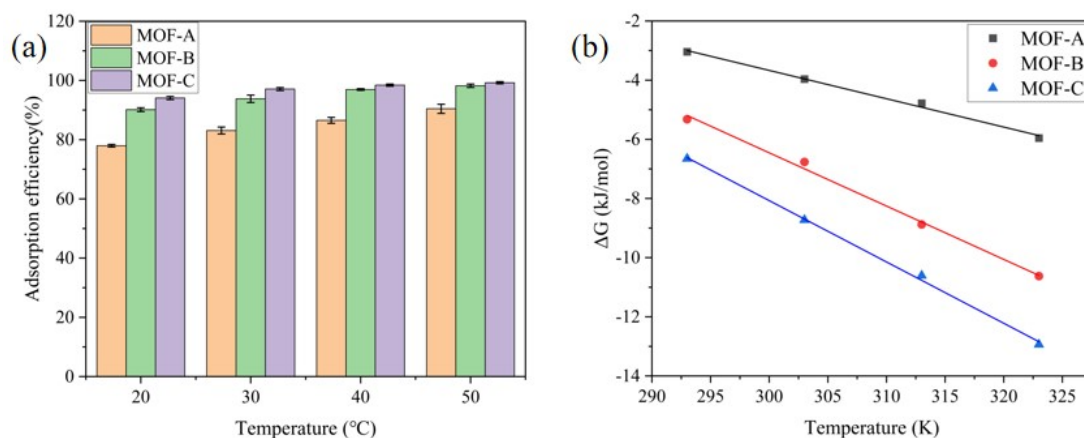 (a)
MOF-A
MOF-B
MOF-C
120
100
80
60
40
20
0
Adsorption efficiency(%)
20 30 40 50
Temperature (℃)
(b)
MOF-A
MOF-B
MOF-C
-2
-4
-6
-8
-10
-12
-14
ΔG (kJ/mol)
290 295 300 305 310 315 320 325
Temperature (K)